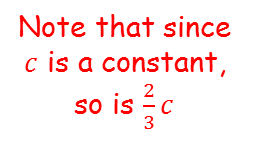 Note that since
c is a constant,
so is 2/3 c